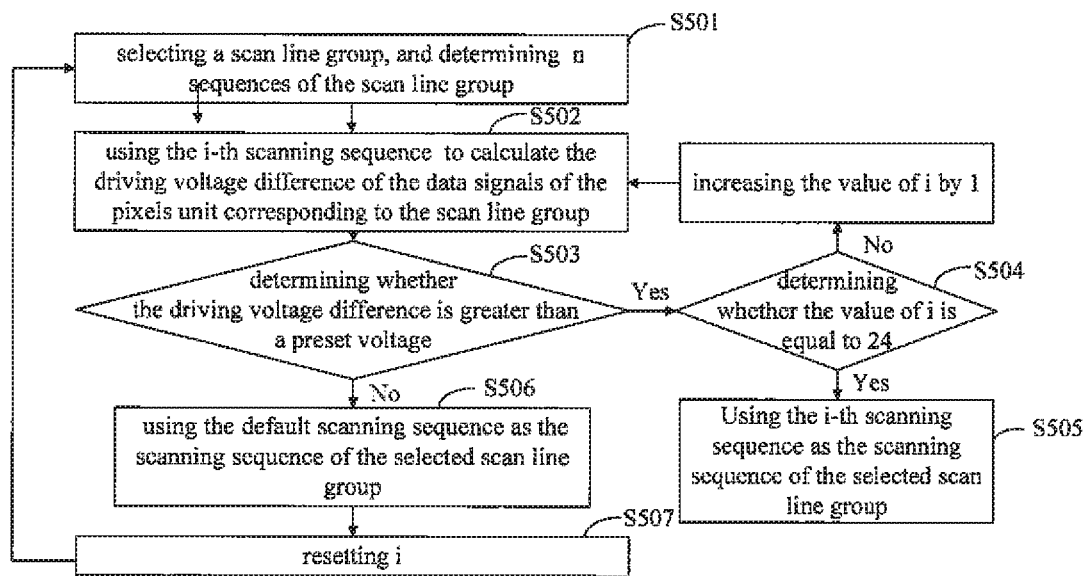 S501
selecting a scan line group, and determining n
sequences of the scan line group
S502
using the i-th scanning sequence to calculate the
driving voltage difference of the data signals of the
pixels unit corresponding to the scan line group
increasing the value of i by 1
No
S503
determining whether
the driving voltage difference is greater than
a preset voltage
Yes
S504
determining
whether the value of i is
equal to 24
Yes
No
S506
using the default scanning sequence as the
scanning sequence of the selected scan line
group
Using the i-th scanning
sequence as the scanning
sequence of the selected scan
line group
S505
S507
resetting i